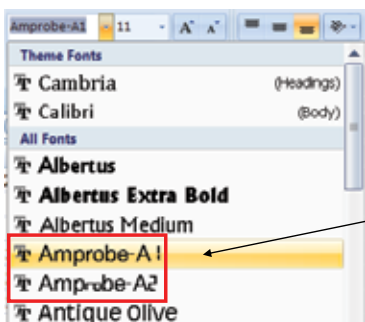 Amprobe-A1 11 A A
Theme Fonts
Cambria (Headings)
Calibri (Body)
All Fonts
Albertus
Albertus Extra Bold
Albertus Medium
Amprobe-A1
Amprobe-A2
Antique Olive